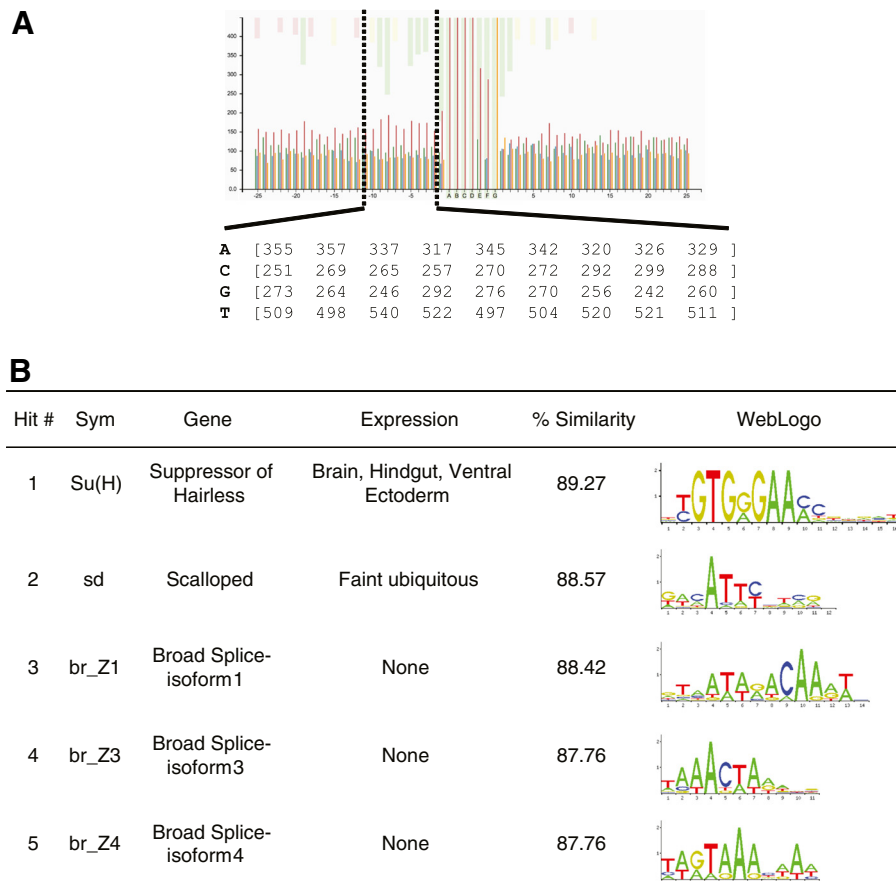 A
400
350
300
250
200
150
100
50
0.0
-25 -20 -15 -10 -5 A B C D E F G 5 10 15 20 25
A [355 357 337 317 345 342 320 326 329 ]
C [251 269 265 257 270 272 292 299 288 ]
G [273 264 246 292 276 270 256 242 260 ]
T [509 498 540 522 497 504 520 521 511 ]
B
Hit # Sym Gene Expression % Similarity WebLogo
1 Su(H) Suppressor of Hairless Brain, Hindgut, Ventral Ectoderm 89.27
2 sd Scalloped Faint ubiquitous 88.57
3 br_Z1 Broad Splice-isoform1 None 88.42
4 br_Z3 Broad Splice-isoform3 None 87.76
5 br_Z4 Broad Splice-isoform4 None 87.76